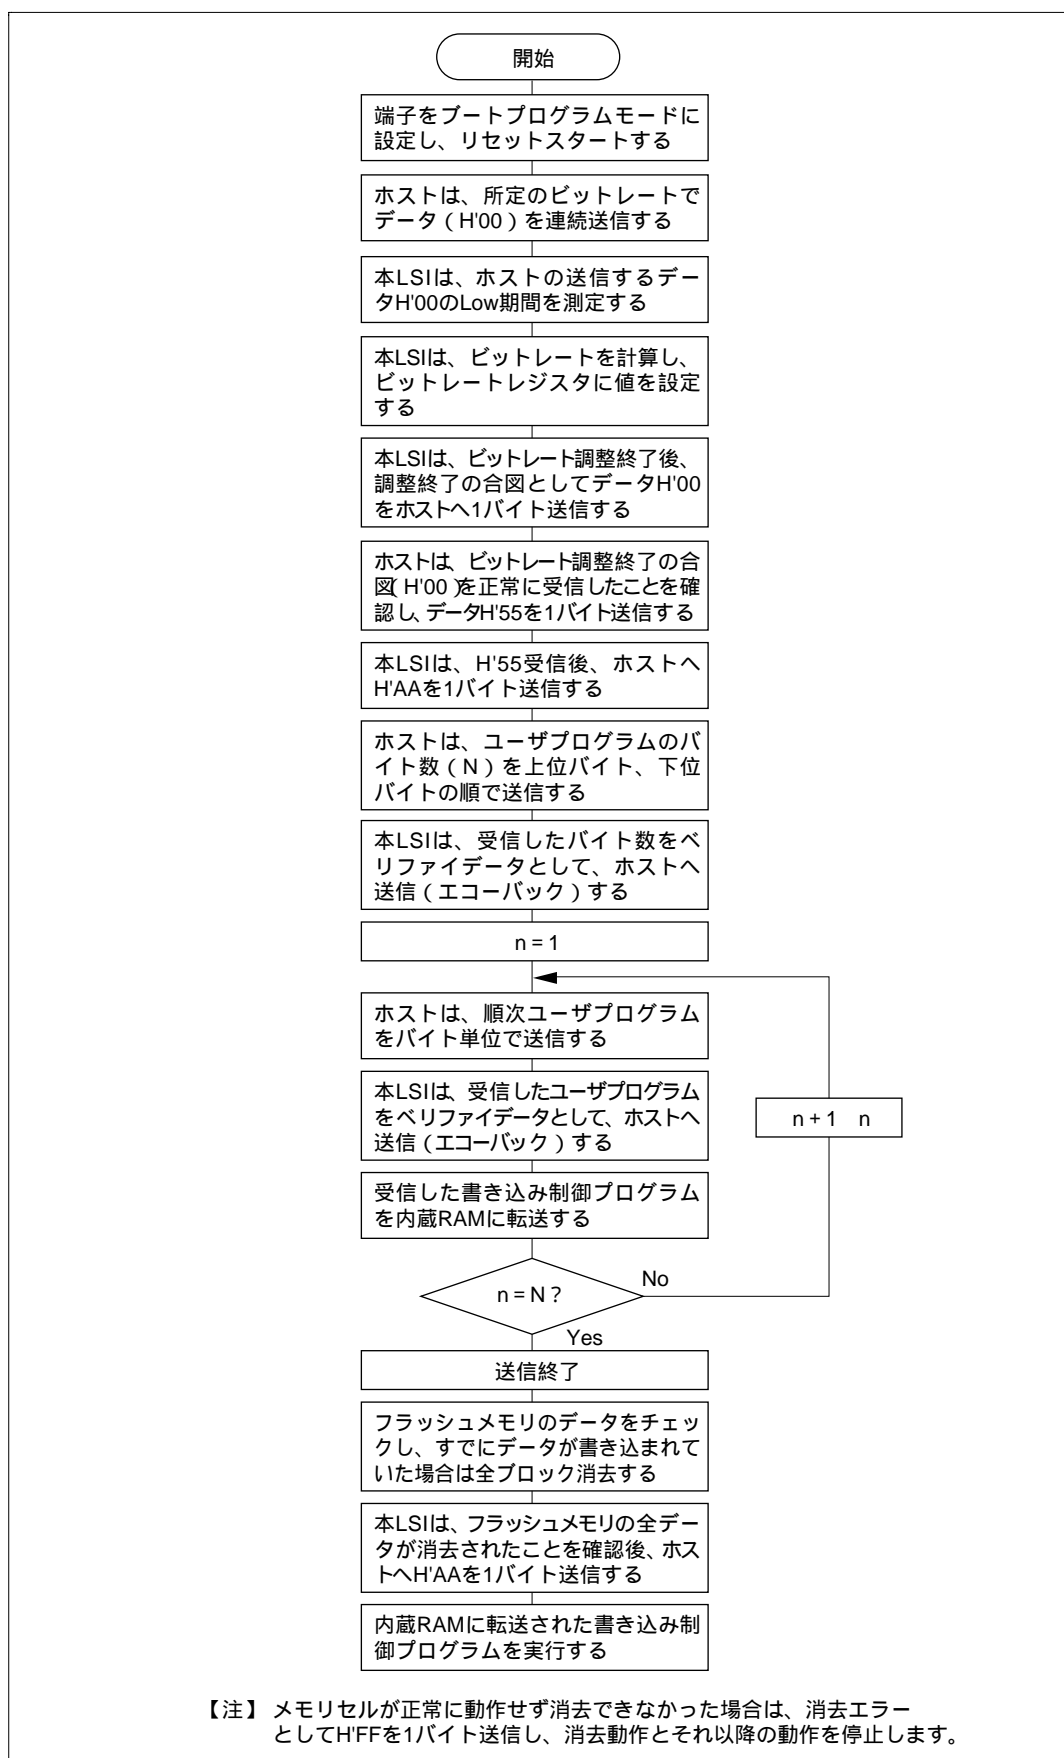 開始
端子をブートプログラムモードに
設定し、リセットスタートする
ホストは、所定のビットレートで
データ（H'00）を連続送信する
本LSIは、ホストの送信するデー
タH'00のLow期間を測定する
本LSIは、ビットレートを計算し、
ビットレートレジスタに値を設定
する
本LSIは、ビットレート調整終了後、
調整終了の合図としてデータH'00
をホストへ1バイト送信する
ホストは、ビットレート調整終了の合
図（H'00）を正常に受信したことを確
認し、データH'55を1バイト送信する
本LSIは、H'55受信後、ホストへ
H'AAを1バイト送信する
ホストは、ユーザプログラムのバ
イト数（N）を上位バイト、下位
バイトの順で送信する
本LSIは、受信したバイト数をベ
リファイデータとして、ホストへ
送信（エコーバック）する
n = 1
ホストは、順次ユーザプログラム
をバイト単位で送信する
本LSIは、受信したユーザプログラム
をベリファイデータとして、ホストへ
送信（エコーバック）する
n + 1 n
受信した書き込み制御プログラム
を内蔵RAMに転送する
n = N？
No
Yes
送信終了
フラッシュメモリのデータをチェッ
クし、すでにデータが書き込まれて
いた場合は全ブロック消去する
本LSIは、フラッシュメモリの全デー
タが消去されたことを確認後、ホス
トへH'AAを1バイト送信する
内蔵RAMに転送された書き込み制
御プログラムを実行する
【注】 メモリセルが正常に動作せず消去できなかった場合は、消去エラー
としてH'FFを1バイト送信し、消去動作とそれ以降の動作を停止します。